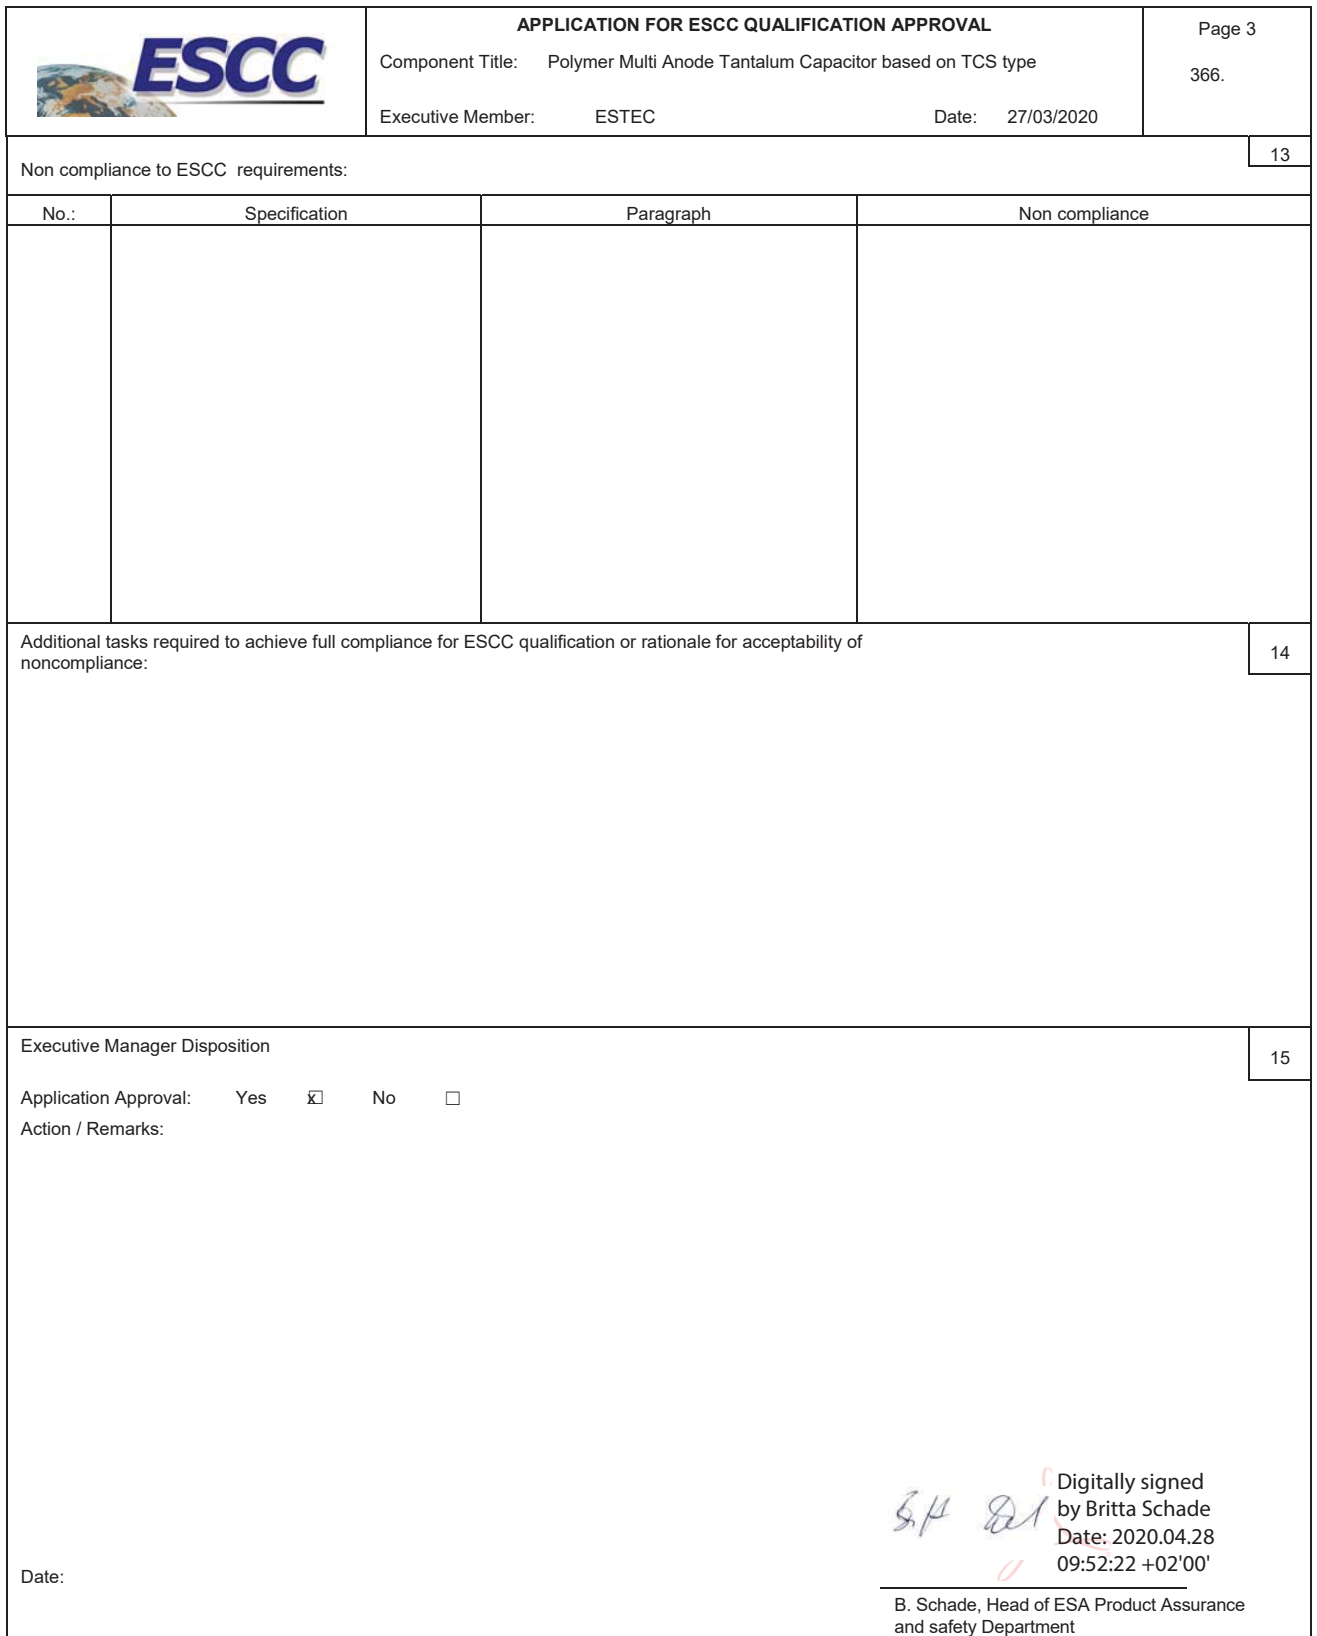 ESCC
APPLICATION FOR ESCC QUALIFICATION APPROVAL
Component Title: Polymer Multi Anode Tantalum Capacitor based on TCS type
Executive Member: ESTEC Date: 27/03/2020
Page 3
366.
Non compliance to ESCC requirements:
13
No.: Specification Paragraph Non compliance
Additional tasks required to achieve full compliance for ESCC qualification or rationale for acceptability of
noncompliance:
14
Executive Manager Disposition
15
Application Approval: Yes x☐ No ☐
Action / Remarks:
Digitally signed
by Britta Schade
Date: 2020.04.28
09:52:22 +02'00'
Date:
B. Schade, Head of ESA Product Assurance
and safety Department